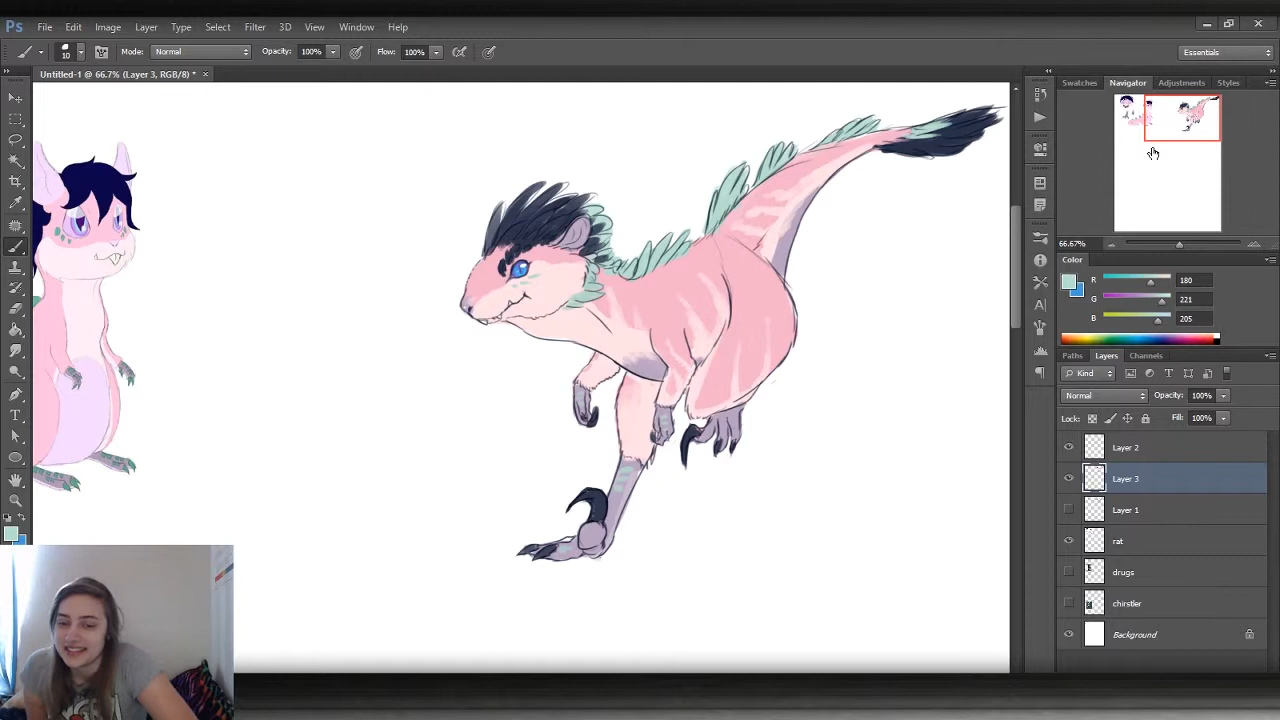 Ps File Edit Image Layer Type Select Filter 3D View Window Help
10 Mode: Normal Opacity: 100% Flow: 100% Essentials
Untitled-1 @ 66.7% (Layer 3, RGB/8) * ×
Swatches Navigator Adjustments Styles
66.67%
Color
R 180
G 221
B 205
Paths Layers Channels
Kind
Normal Opacity: 100%
Lock: Fill: 100%
Layer 2
Layer 3
Layer 1
rat
drugs
chirstler
Background